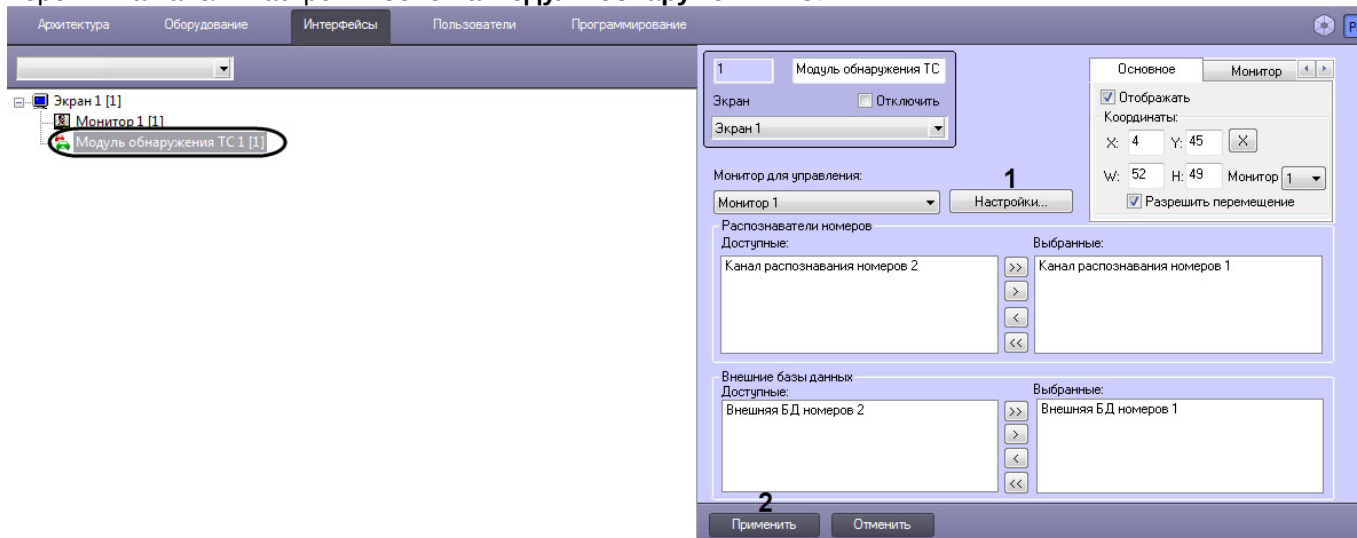 Архитектура Оборудование Интерфейсы Пользователи Программирование
Экран 1 [1]
Монитор 1 [1]
Модуль обнаружения ТС 1 [1]
1 Модуль обнаружения ТС
Экран Отключить
Экран 1
Основное Монитор
Отображать
Координаты:
X: 4 Y: 45 X
W: 52 H: 49 Монитор 1
Разрешить перемещение
Монитор для управления:
1
Монитор 1 Настройки...
Распознаватели номеров
Доступные: Выбранные:
Канал распознавания номеров 2 >> Канал распознавания номеров 1
>
<
<<
Внешние базы данных
Доступные: Выбранные:
Внешняя БД номеров 2 >> Внешняя БД номеров 1
>
<
<<
2
Применить Отменить